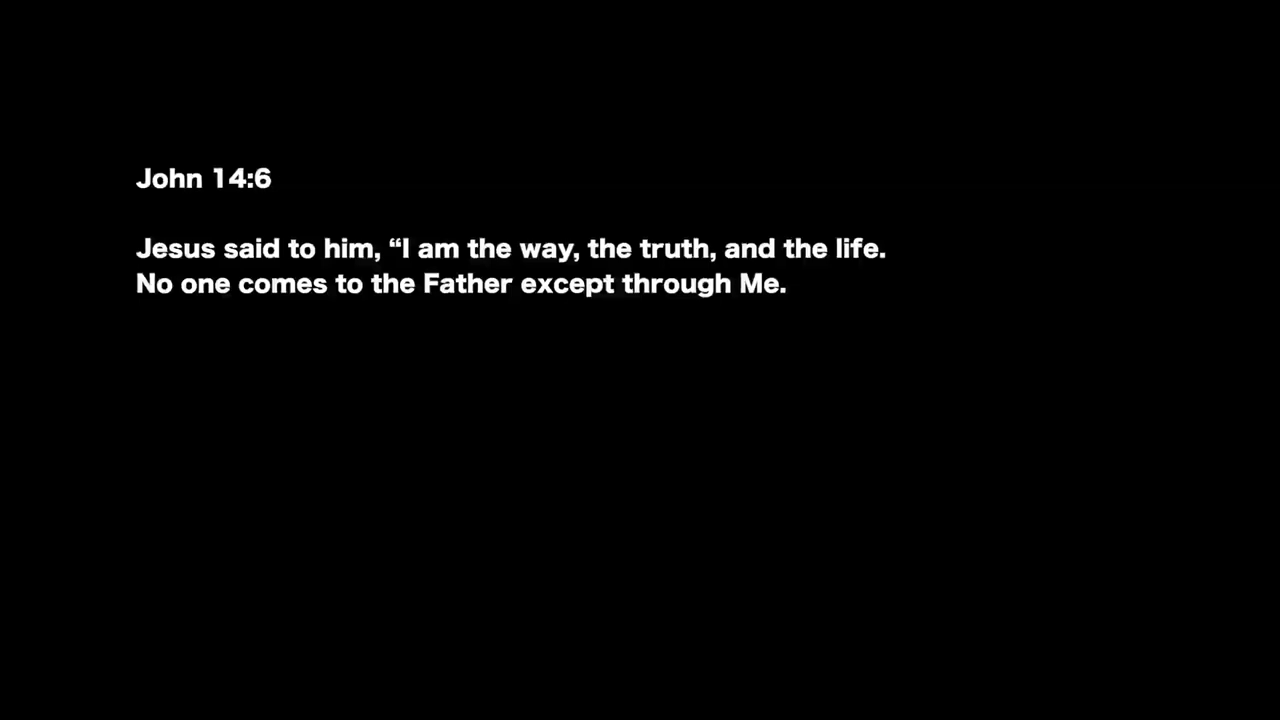 John 14:6
Jesus said to him, “I am the way, the truth, and the life.
No one comes to the Father except through Me.